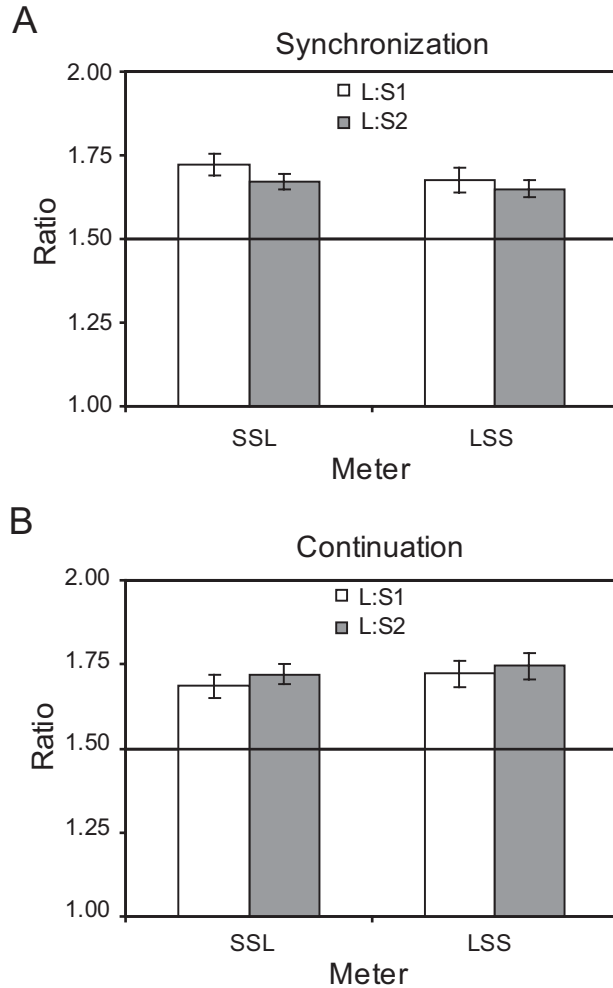 A
Synchronization
2.00
L:S1
L:S2
1.75
1.50
1.25
1.00
Ratio
SSL
LSS
Meter
B
Continuation
2.00
L:S1
L:S2
1.75
1.50
1.25
1.00
Ratio
SSL
LSS
Meter